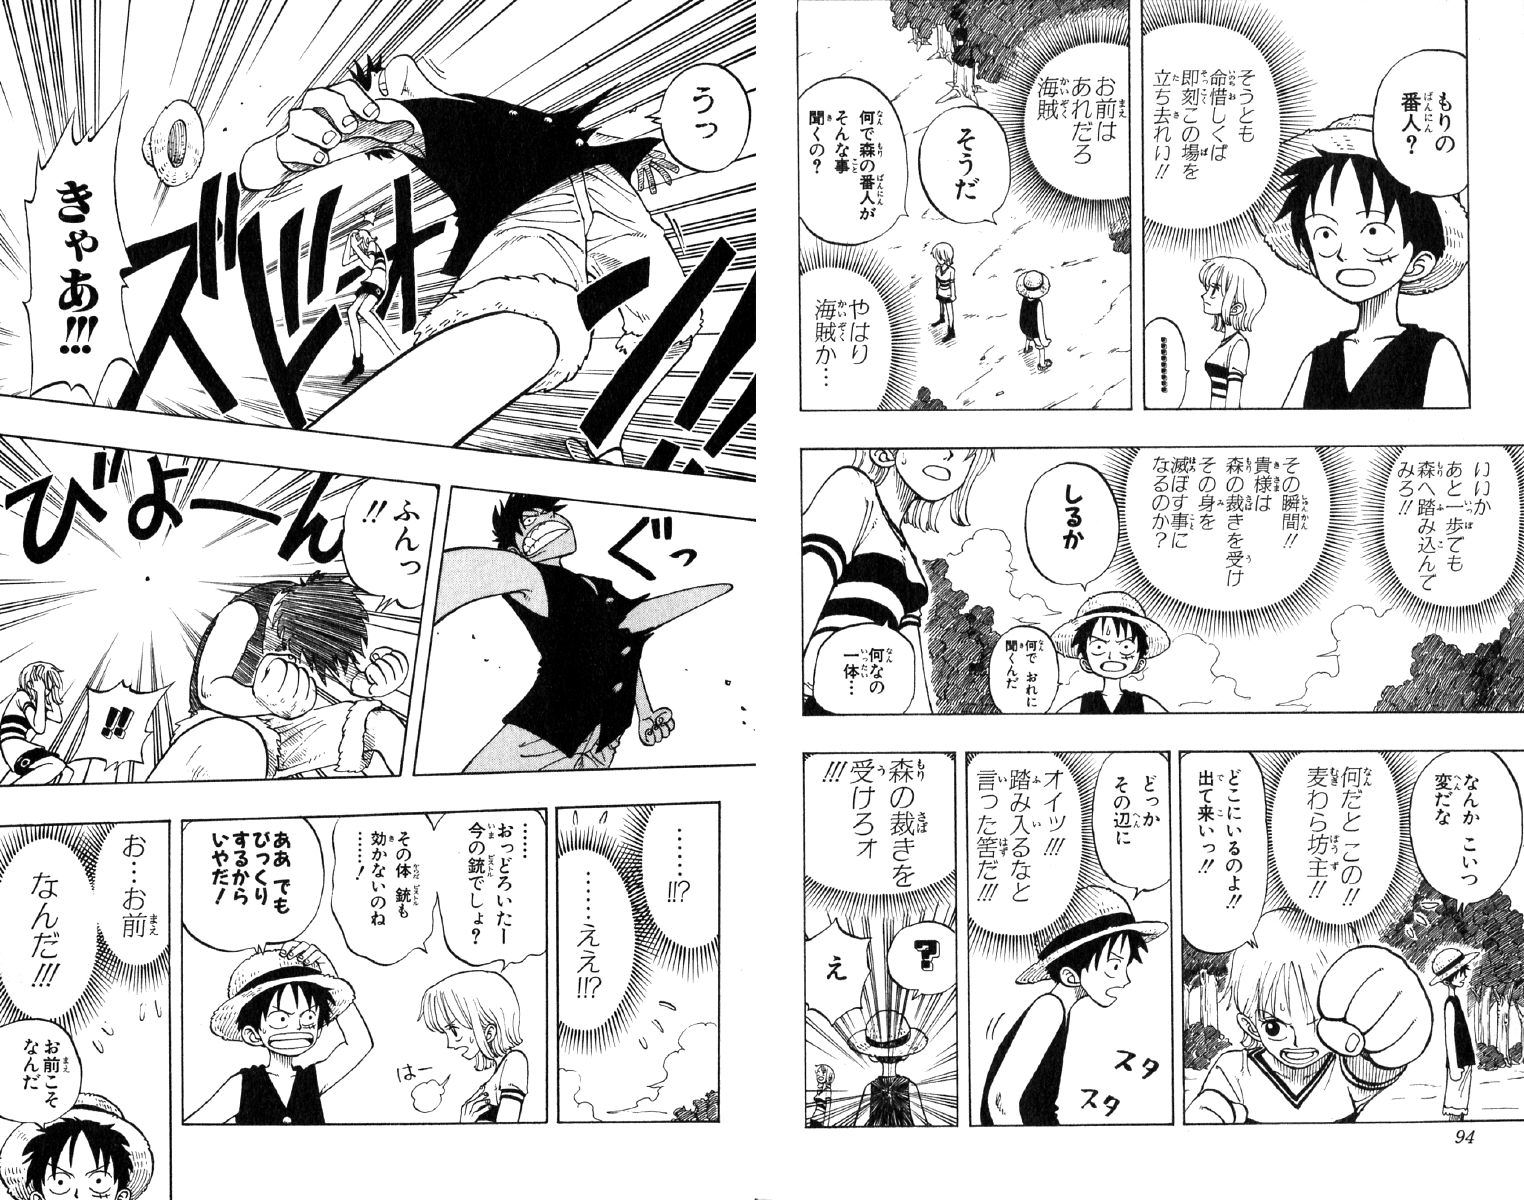 もりの
番人?
そうとも
命惜しくば
即刻この場を
立ち去れい!!
………
お前は
あれだろ
海賊
そうだ
何で森の番人が
そんな事
聞くの?
やはり
海賊か…
いいか
あと一歩でも
森へ踏み込んで
みろ!!
その瞬間!!
貴様は
森の裁きを受け
その身を
滅ぼす事に
なるのか?
しるか
何で おれに
聞くんだ
何なの
一体…
なんか こいつ
変だな
何だと この!!
麦わら坊主!!
どこにいるのよ!!
出て来いっ!!
どっか
その辺に
オイッ!!!
踏み入るなと
言った筈だ!!!
スタ
スタ
森の裁きを
受けろォ
!!!
?
え
94
うっ
ズドォン!!!
きゃあ!!!
ぐっ
ふんっ
!!
びょーん
!!
……
!!?
……ええ!!?
……
おっどろいたー
今の銃でしょ?
その体 銃も
効かないのね
……!
はー
ああ でも
びっくり
するから
いやだ!
お…お前
なんだ!!!
お前こそ
なんだ